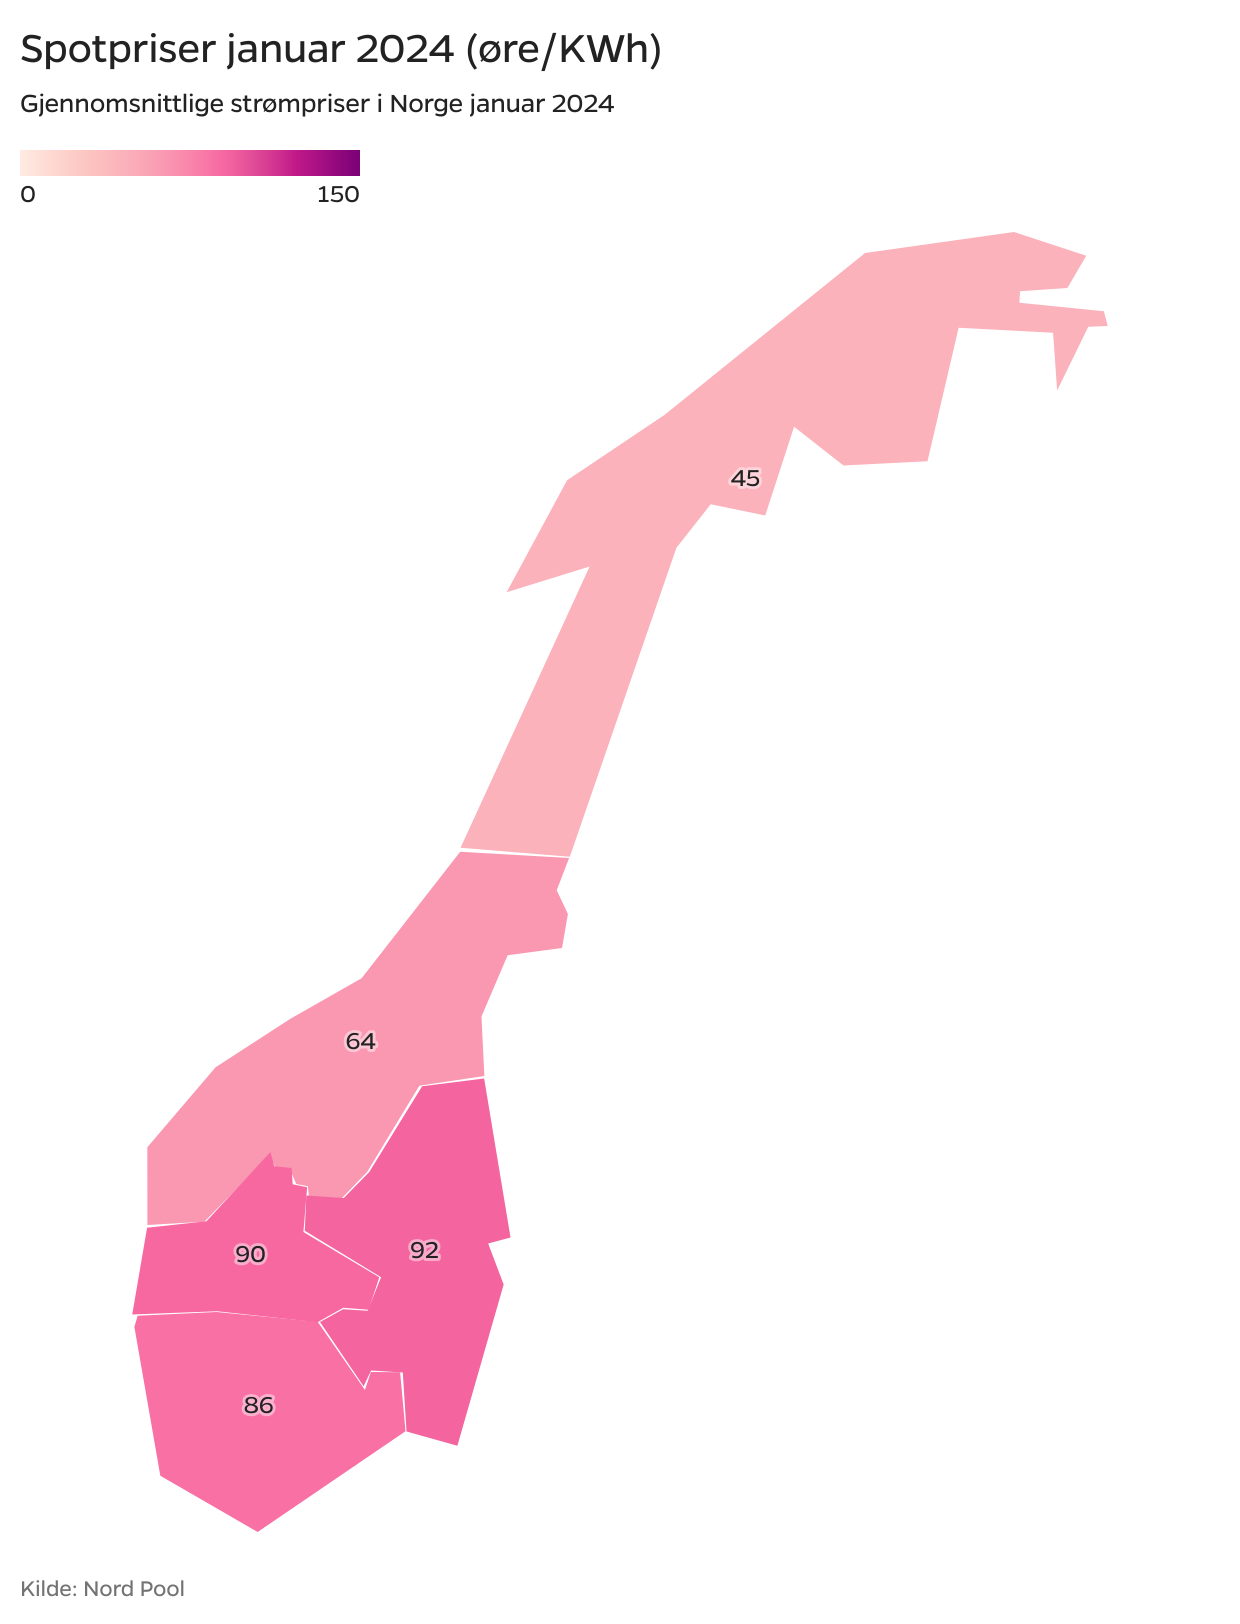 Spotpriser januar 2024 (øre/KWh)
Gjennomsnittlige strømpriser i Norge januar 2024
0 150
45
64
90 92
86
Kilde: Nord Pool